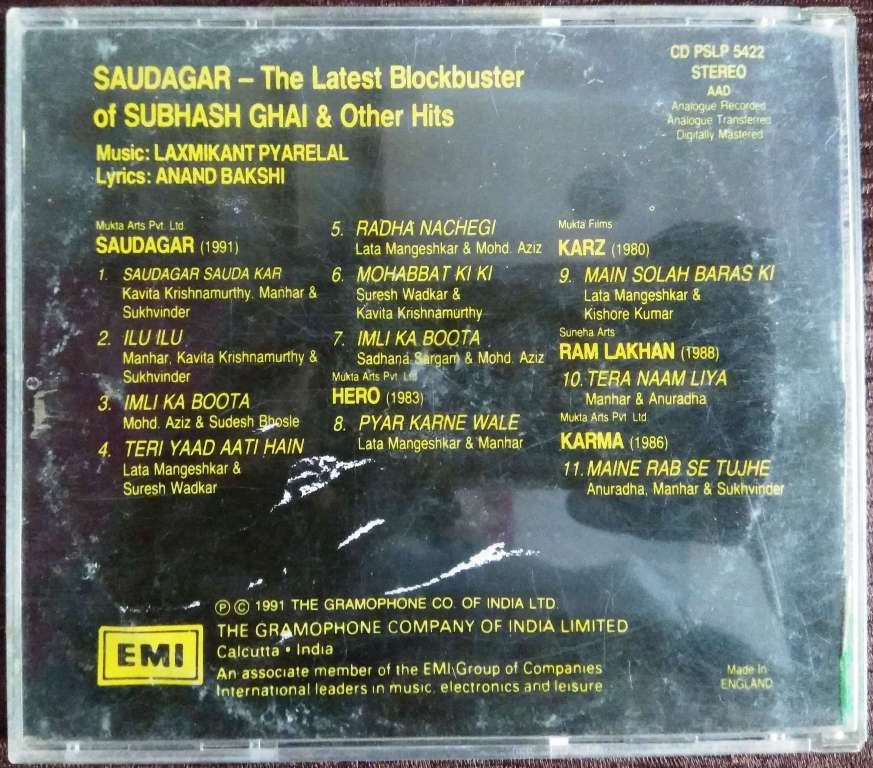 SAUDAGAR – The Latest Blockbuster
of SUBHASH GHAI & Other Hits
Music: LAXMIKANT PYARELAL
Lyrics: ANAND BAKSHI
CD PSLP 5422
STEREO
AAD
Analogue Recorded
Analogue Transferred
Digitally Mastered
Mukta Arts Pvt. Ltd
SAUDAGAR (1991)
1. SAUDAGAR SAUDA KAR
Kavita Krishnamurthy, Manhar &
Sukhvinder
2. ILU ILU
Manhar, Kavita Krishnamurthy &
Sukhvinder
3. IMLI KA BOOTA
Mohd. Aziz & Sudesh Bhosle
4. TERI YAAD AATI HAIN
Lata Mangeshkar &
Suresh Wadkar
5. RADHA NACHEGI
Lata Mangeshkar & Mohd. Aziz
6. MOHABBAT KI KI
Suresh Wadkar &
Kavita Krishnamurthy
7. IMLI KA BOOTA
Sadhana Sargam & Mohd. Aziz
Mukta Arts Pvt. Ltd
HERO (1983)
8. PYAR KARNE WALE
Lata Mangeshkar & Manhar
Mukta Films
KARZ (1980)
9. MAIN SOLAH BARAS KI
Lata Mangeshkar &
Kishore Kumar
Suneha Arts
RAM LAKHAN (1988)
10. TERA NAAM LIYA
Manhar & Anuradha
Mukta Arts Pvt. Ltd.
KARMA (1986)
11. MAINE RAB SE TUJHE
Anuradha, Manhar & Sukhvinder
Ⓟ © 1991 THE GRAMOPHONE CO. OF INDIA LTD.
THE GRAMOPHONE COMPANY OF INDIA LIMITED
Calcutta • India
EMI
An associate member of the EMI Group of Companies
International leaders in music, electronics and leisure
Made in
ENGLAND